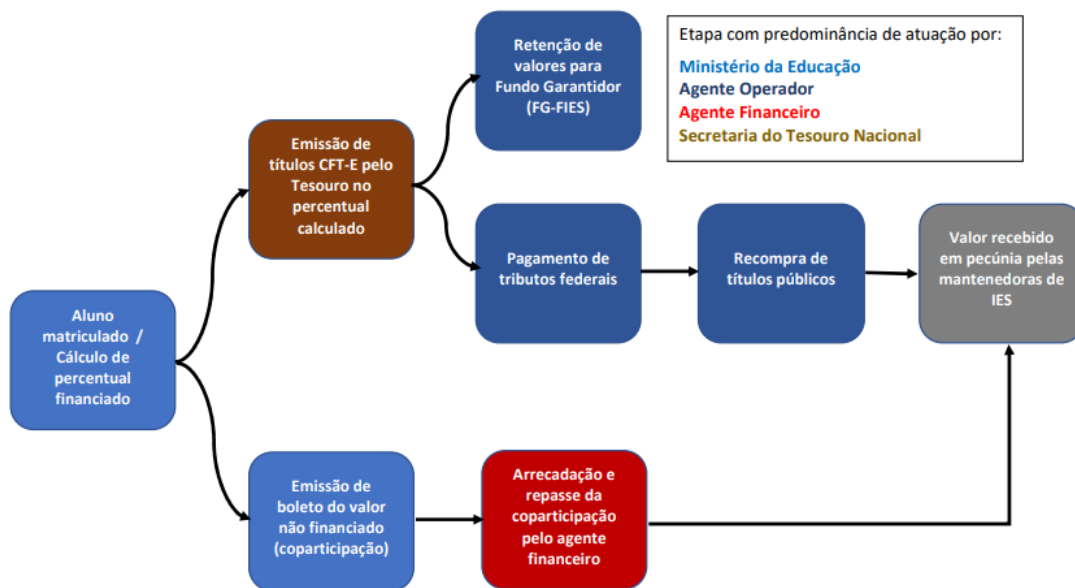 Retenção de
valores para
Fundo Garantidor
(FG-FIES)
Etapa com predominância de atuação por:
Ministério da Educação
Agente Operador
Agente Financeiro
Secretaria do Tesouro Nacional
Emissão de
títulos CFT-E pelo
Tesouro no
percentual
calculado
Pagamento de
tributos federais
Recompra de
títulos públicos
Valor recebido
em pecúnia pelas
mantenedoras de
IES
Aluno
matriculado /
Cálculo de
percentual
financiado
Emissão de
boleto do valor
não financiado
(coparticipação)
Arrecadação e
repasse da
coparticipação
pelo agente
financeiro